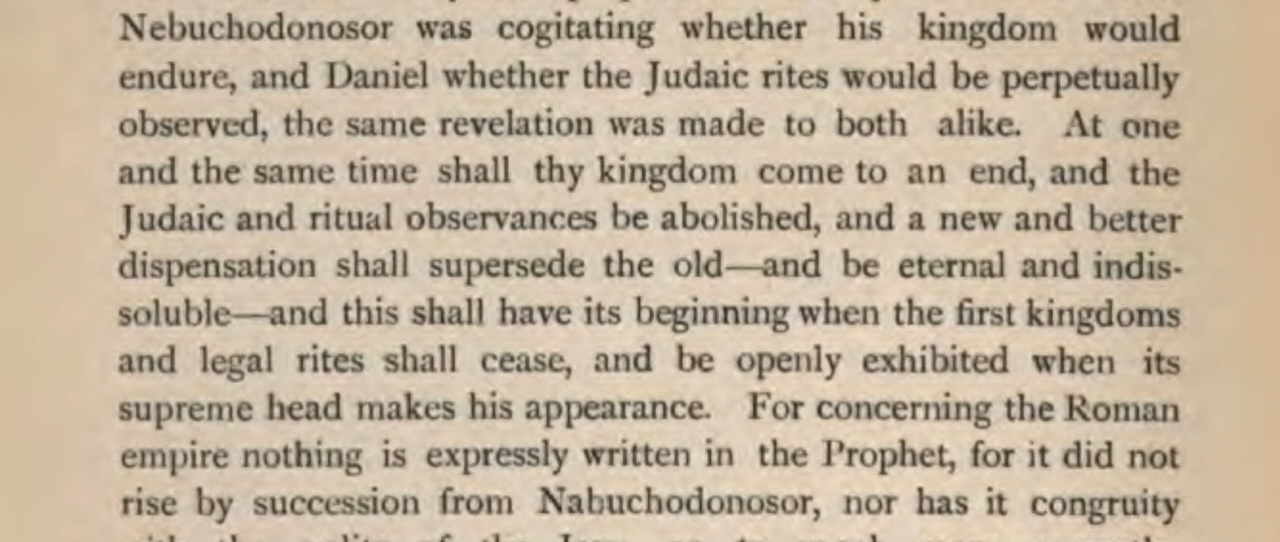 Nebuchodonosor was cogitating whether his kingdom would
endure, and Daniel whether the Judaic rites would be perpetually
observed, the same revelation was made to both alike. At one
and the same time shall thy kingdom come to an end, and the
Judaic and ritual observances be abolished, and a new and better
dispensation shall supersede the old—and be eternal and indis-
soluble—and this shall have its beginning when the first kingdoms
and legal rites shall cease, and be openly exhibited when its
supreme head makes his appearance. For concerning the Roman
empire nothing is expressly written in the Prophet, for it did not
rise by succession from Nabuchodonosor, nor has it congruity